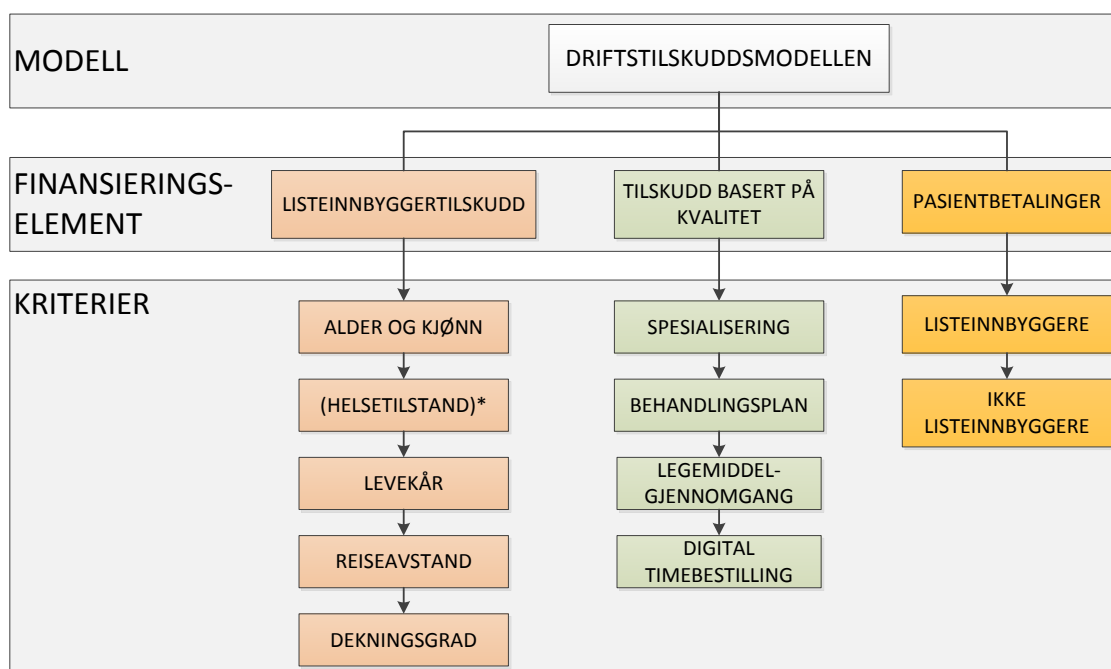 MODELL
DRIFTSTILSKUDDSMODELLEN
FINANSIERINGS-
ELEMENT
LISTEINNBYGGERTILSKUDD
TILSKUDD BASERT PÅ
KVALITET
PASIENTBETALINGER
KRITERIER
ALDER OG KJØNN
(HELSETILSTAND)*
LEVEKÅR
REISEAVSTAND
DEKNINGSGRAD
SPESIALISERING
BEHANDLINGSPLAN
LEGEMIDDEL-
GJENNOMGANG
DIGITAL
TIMEBESTILLING
LISTEINNBYGGERE
IKKE
LISTEINNBYGGERE